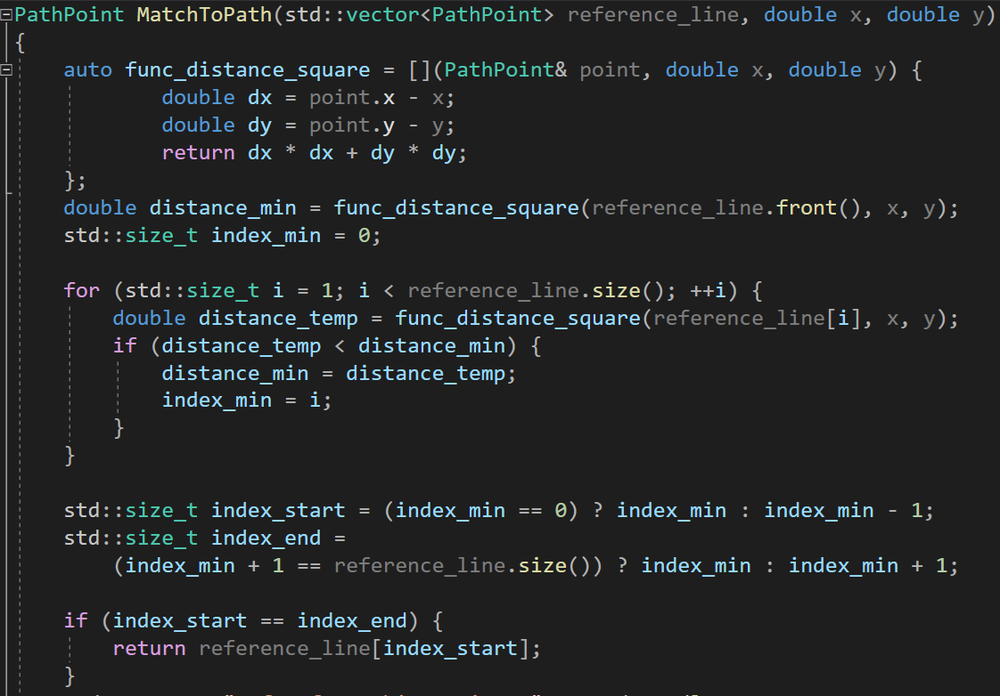 PathPoint MatchToPath(std::vector<PathPoint> reference_line, double x, double y)
{
    auto func_distance_square = [](PathPoint& point, double x, double y) {
            double dx = point.x - x;
            double dy = point.y - y;
            return dx * dx + dy * dy;
    };
    double distance_min = func_distance_square(reference_line.front(), x, y);
    std::size_t index_min = 0;

    for (std::size_t i = 1; i < reference_line.size(); ++i) {
        double distance_temp = func_distance_square(reference_line[i], x, y);
        if (distance_temp < distance_min) {
            distance_min = distance_temp;
            index_min = i;
        }
    }

    std::size_t index_start = (index_min == 0) ? index_min : index_min - 1;
    std::size_t index_end =
        (index_min + 1 == reference_line.size()) ? index_min : index_min + 1;

    if (index_start == index_end) {
        return reference_line[index_start];
    }